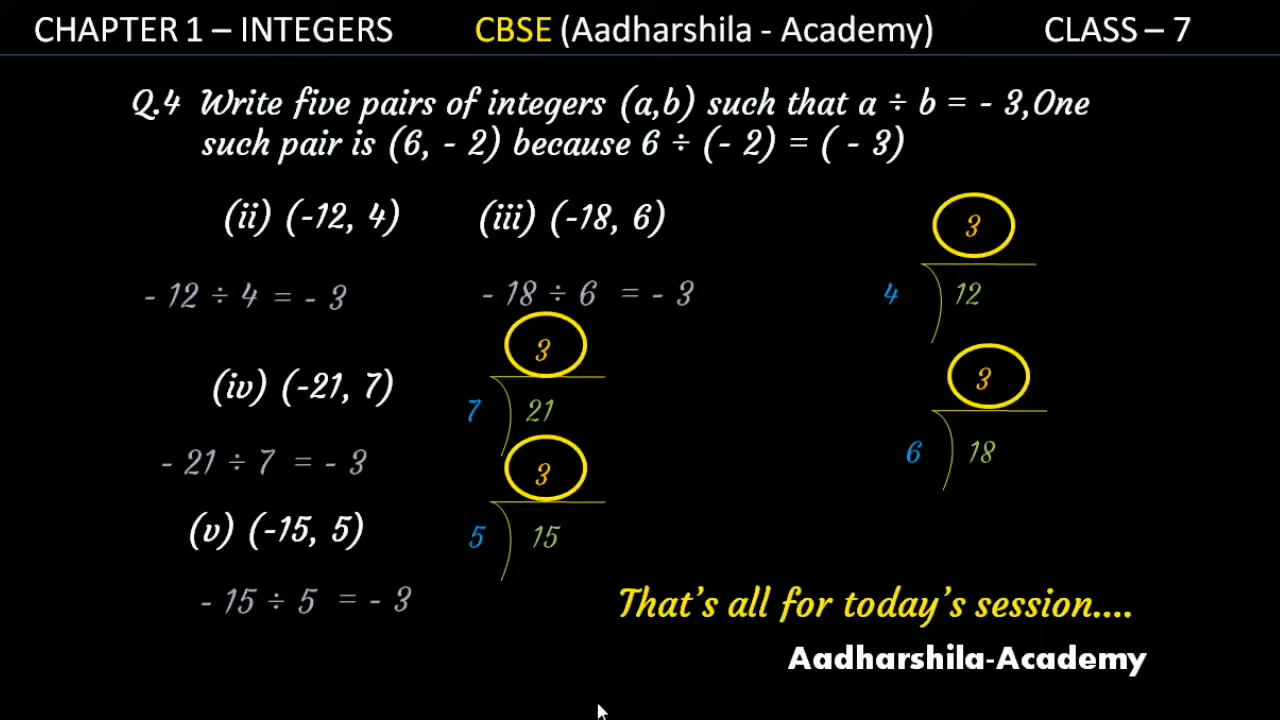 CHAPTER 1 – INTEGERS CBSE (Aadharshila - Academy) CLASS – 7
Q.4 Write five pairs of integers (a,b) such that a ÷ b = - 3,One
such pair is (6, - 2) because 6 ÷ (- 2) = ( - 3)
(ii) (-12, 4) (iii) (-18, 6)
3
4 12
- 12 ÷ 4 = - 3 - 18 ÷ 6 = - 3
3
7 21
(iv) (-21, 7)
3
6 18
- 21 ÷ 7 = - 3
3
5 15
(v) (-15, 5)
- 15 ÷ 5 = - 3
That's all for today's session....
Aadharshila-Academy